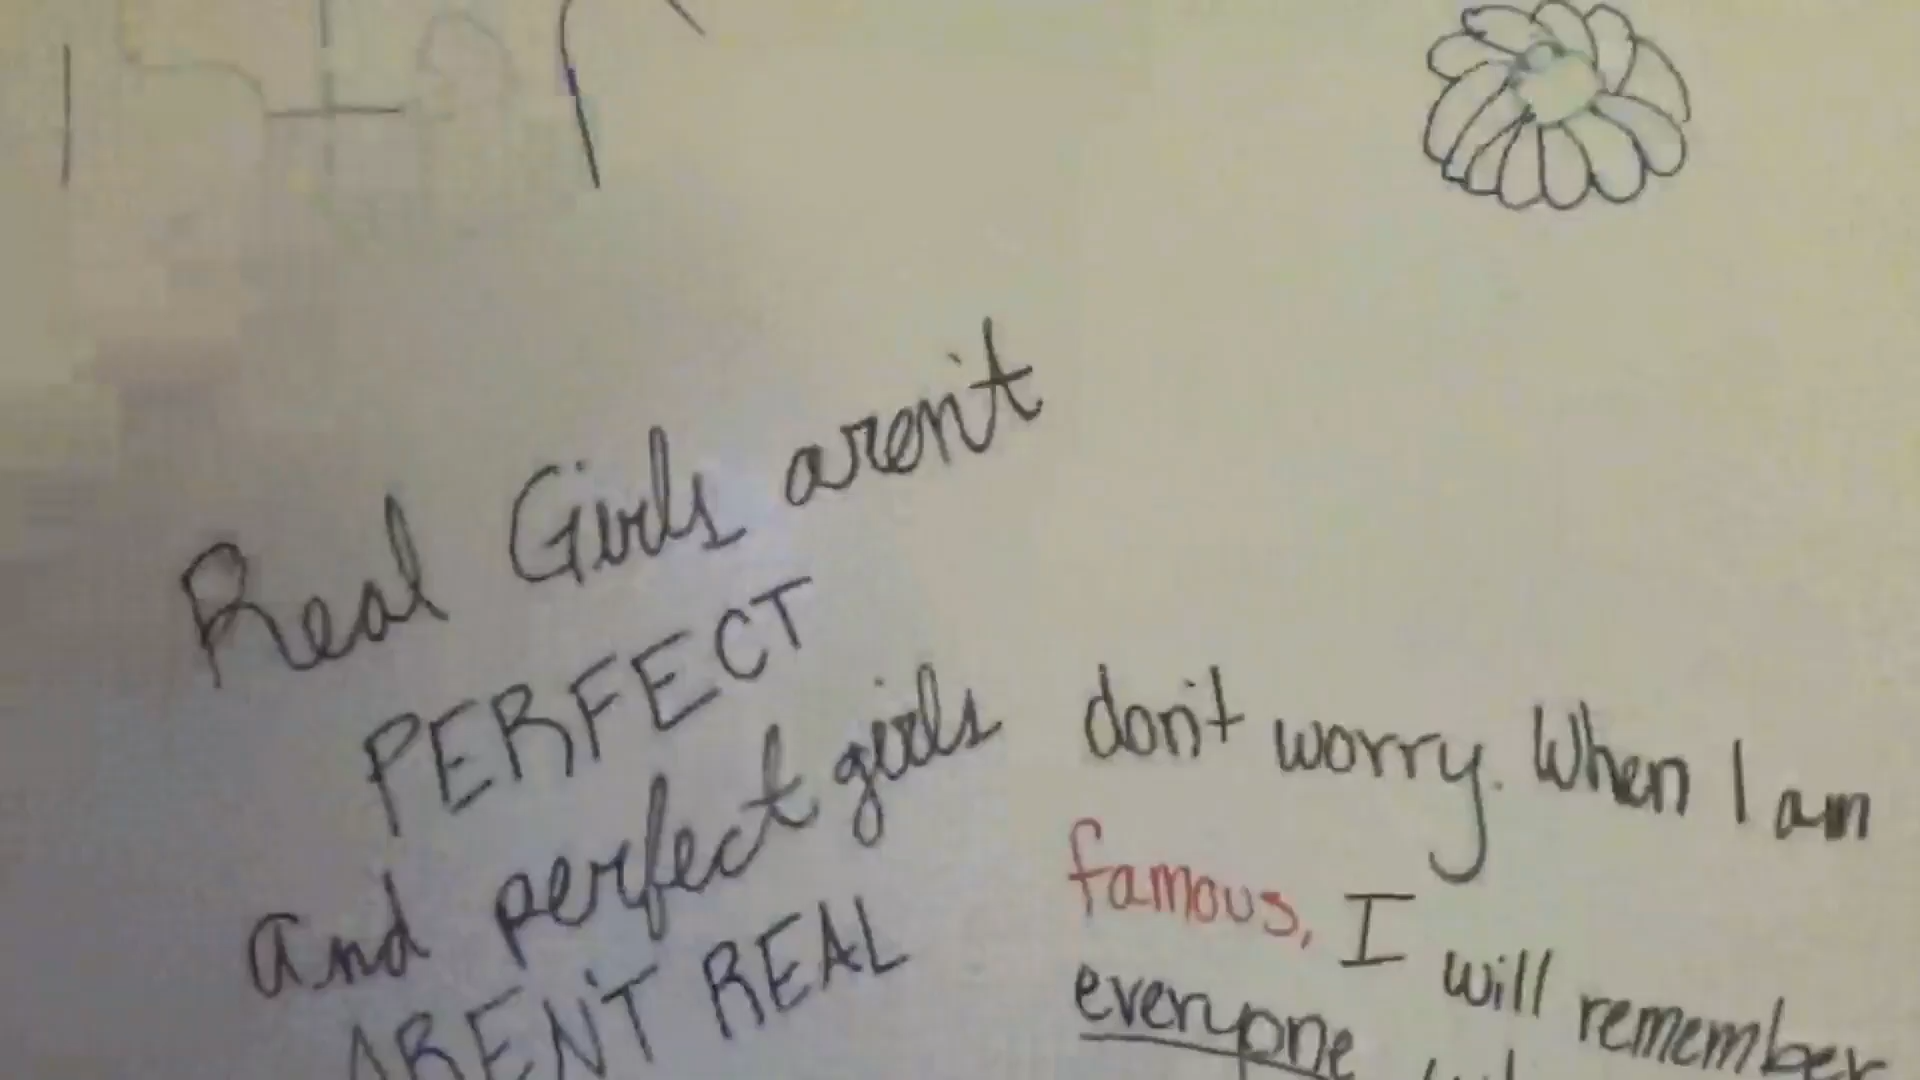 Real Girls aren't
PERFECT
and perfect girls
AREN'T REAL
don't worry. When I am
famous, I will remember
everyone